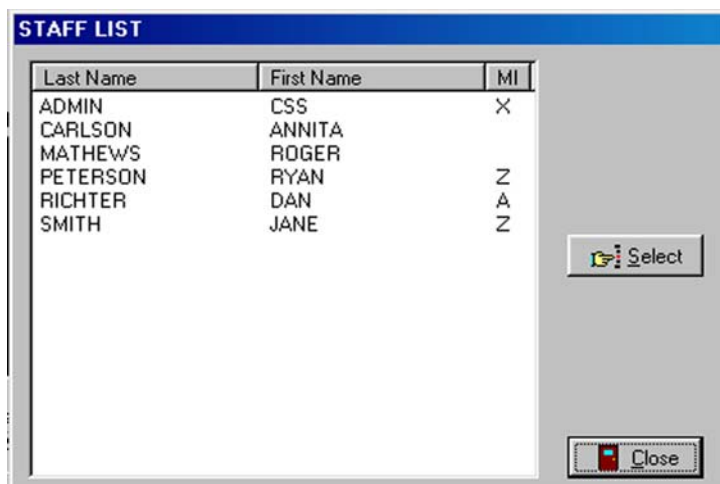 STAFF LIST
Last Name First Name MI
ADMIN CSS X
CARLSON ANNITA
MATHEWS ROGER
PETERSON RYAN Z
RICHTER DAN A
SMITH JANE Z
Select
Close